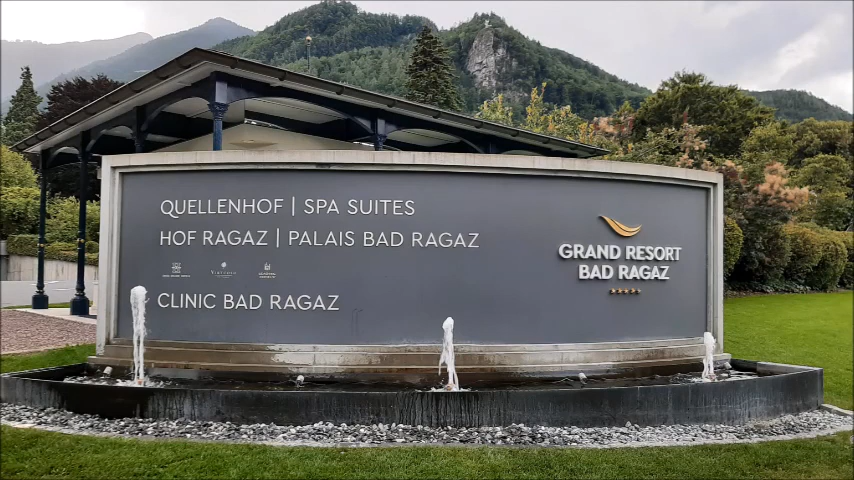 QUELLENHOF | SPA SUITES
HOF RAGAZ | PALAIS BAD RAGAZ
CLINIC BAD RAGAZ
GRAND RESORT
BAD RAGAZ